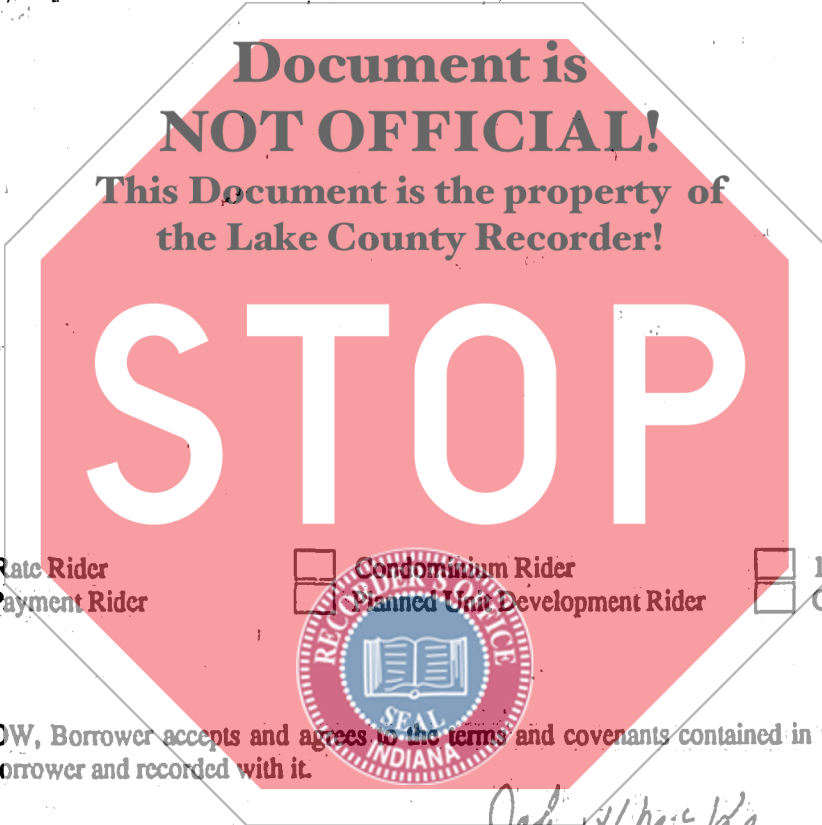 Document is
NOT OFFICIAL!
This Document is the property of
the Lake County Recorder!
STOP
Rate Rider Condominium Rider
Payment Rider Planned Unit Development Rider
RECORDER'S OFFICE
SEAL
INDIANA
OW, Borrower accepts and agrees to the terms and covenants contained in
orrower and recorded with it.